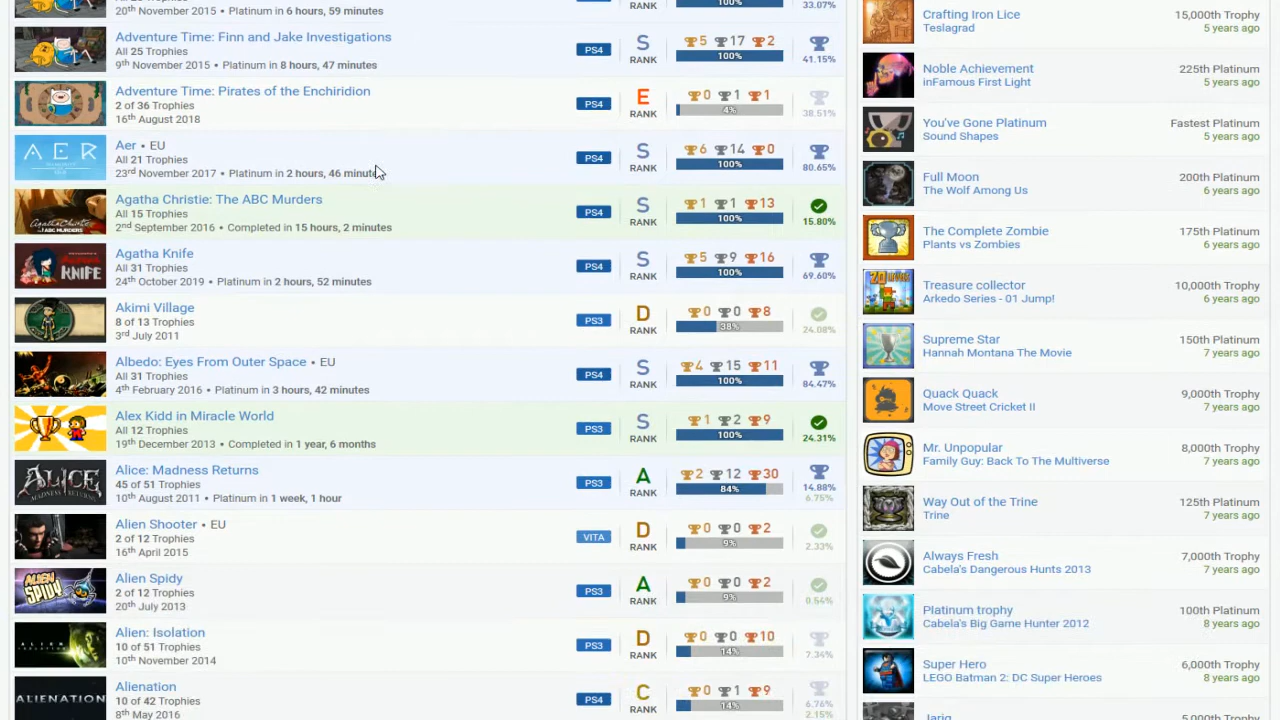 20th November 2015 • Platinum in 6 hours, 59 minutes
RANK
100%
33.07%
Adventure Time: Finn and Jake Investigations
All 25 Trophies
November 2015 • Platinum in 8 hours, 47 minutes
PS4
S
RANK
5 17 2
100%
41.15%
Adventure Time: Pirates of the Enchiridion
2 of 36 Trophies
16th August 2018
PS4
E
RANK
0 1 1
4%
38.51%
AER
Aer • EU
All 21 Trophies
Platinum in 2 hours, 46
PS4
S
RANK
6 14 0
100%
80.65%
Agatha Christie: The ABC Murders
All 15 Trophies
2nd Completed in 15 hours, 2 minutes
PS4
S
RANK
1 1 13
100%
15.80%
KNIFE
Agatha Knife
All 31 Trophies
24th • Platinum in 2 hours, 52 minutes
PS4
S
RANK
5 9 16
100%
69.60%
Akimi Village
8 of 13 Trophies
3rd July
PS3
D
RANK
0 0 8
38%
24.08%
Albedo: Eyes From Outer Space • EU
All 31 Trophies
February 2016 • Platinum in 3 hours, 42 minutes
PS4
S
RANK
4 15 11
100%
84.47%
Alex Kidd in Miracle World
All 12 Trophies
19th December 2013 • Completed in 1 year, 6 months
PS3
S
RANK
1 2 9
100%
24.31%
ALICE
MADNESS RETURNS
Alice: Madness Returns
45 of 51 Trophies
10th August 2011 • Platinum in 1 week, 1 hour
PS3
A
RANK
2 12 30
84%
14.88%
6.75%
Alien Shooter • EU
2 of 12 Trophies
April
VITA
D
RANK
0 0 2
9%
2.33%
ALIEN SPIDY
Alien Spidy
2 of 12 Trophies
July 2013
PS3
A
RANK
0 0 2
9%
0.54%
ALIEN
ISOLATION
Alien: Isolation
10 of 51 Trophies
November 2014
PS3
D
RANK
0 0 10
14%
7.34%
ALIENATION
Alienation
10 of 42 Trophies
May 2016
PS4
C
RANK
0 1 9
14%
6.76%
2.15%
Crafting Iron Lice
15,000th Trophy
Teslagrad
5 years ago
Noble Achievement
225th Platinum
inFamous First Light
5 years ago
You've Gone Platinum
Fastest Platinum
Sound Shapes
5 years ago
Full Moon
200th Platinum
The Wolf Among Us
6 years ago
The Complete Zombie
175th Platinum
Plants vs Zombies
6 years ago
Treasure collector
10,000th Trophy
Arkedo Series - 01 Jump!
6 years ago
Supreme Star
150th Platinum
Hannah Montana The Movie
7 years ago
Quack Quack
9,000th Trophy
Move Street Cricket II
7 years ago
Mr. Unpopular
8,000th Trophy
Family Guy: Back To The Multiverse
7 years ago
Way Out of the Trine
125th Platinum
Trine
7 years ago
Always Fresh
7,000th Trophy
Cabela's Dangerous Hunts 2013
7 years ago
Platinum trophy
100th Platinum
Cabela's Big Game Hunter 2012
8 years ago
Super Hero
6,000th Trophy
LEGO Batman 2: DC Super Heroes
8 years ago
5,000th Trophy